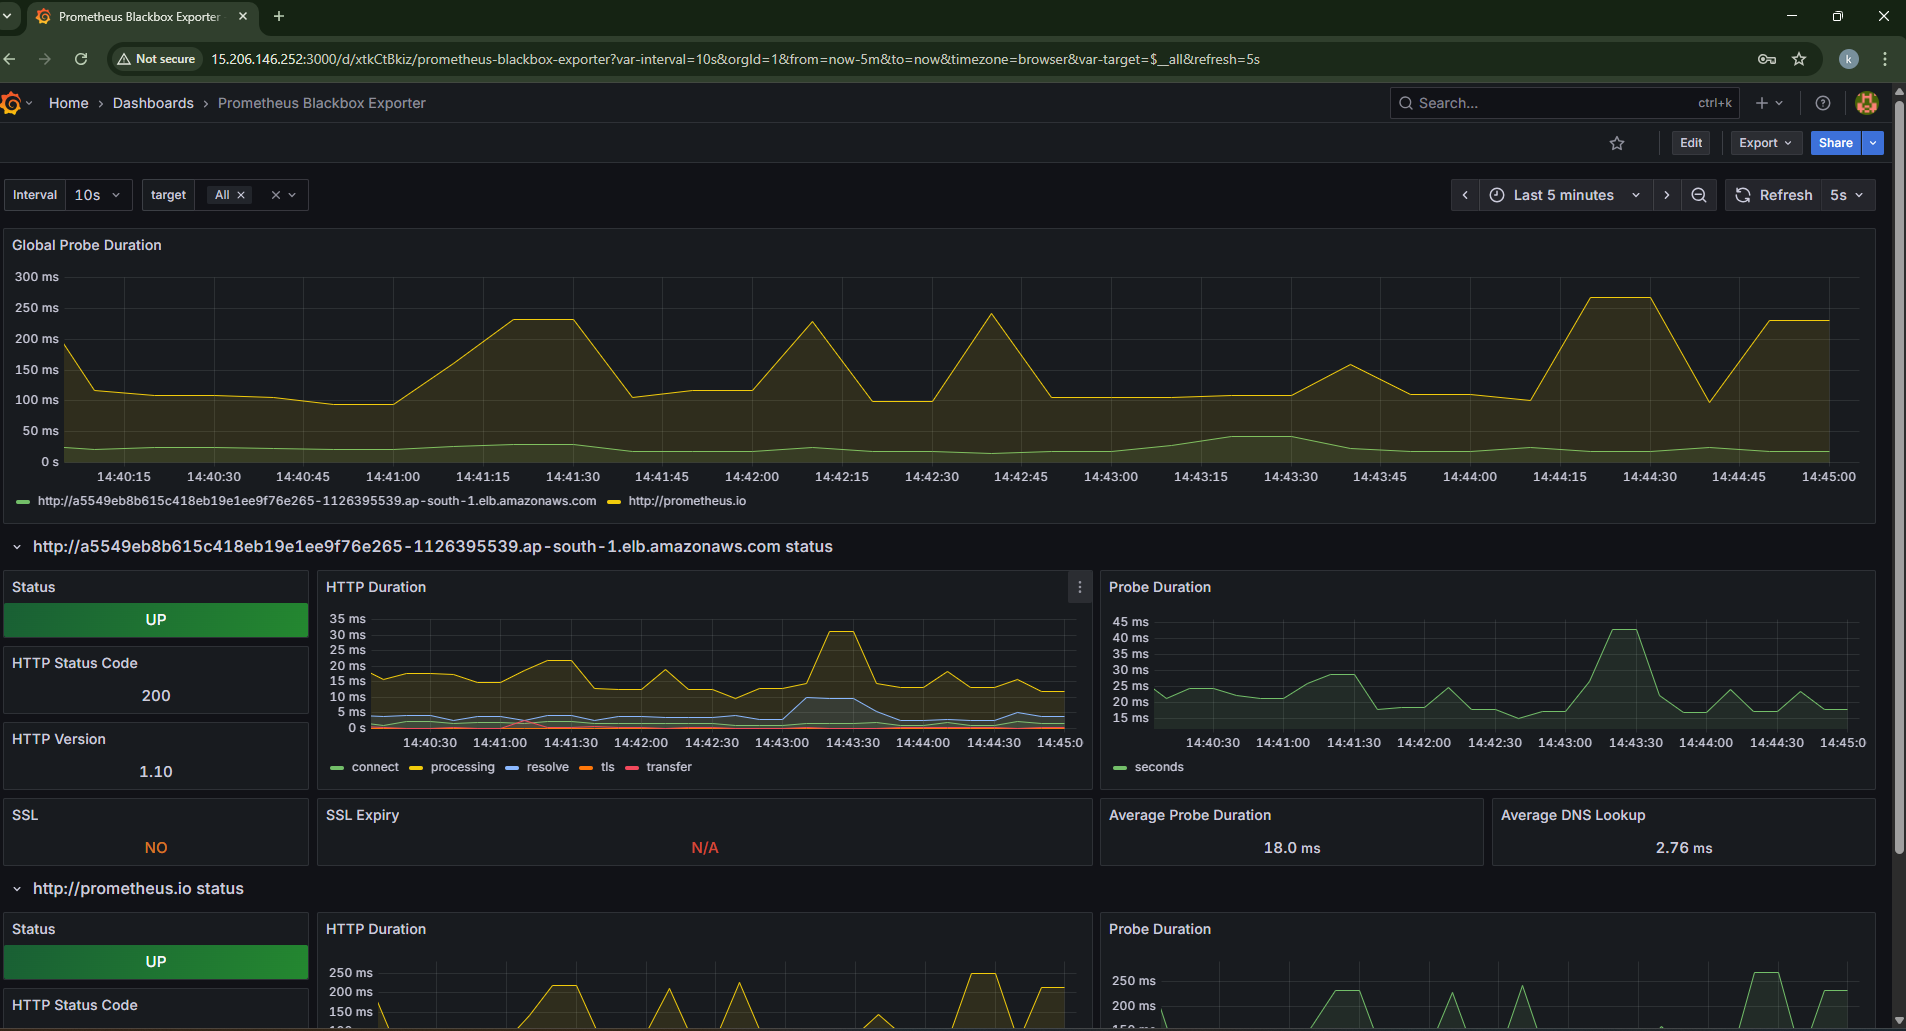 Prometheus Blackbox Exporter
Not secure 15.206.146.252:3000/d/xtkCtBkiz/prometheus-blackbox-exporter?var-interval=10s&orgId=1&from=now-5m&to=now&timezone=browser&var-target=$__all&refresh=5s k
Home › Dashboards › Prometheus Blackbox Exporter Search... ctrl+k
Edit Export Share
Interval 10s target All Last 5 minutes Refresh 5s
Global Probe Duration
300 ms
250 ms
200 ms
150 ms
100 ms
50 ms
0 s
14:40:15 14:40:30 14:40:45 14:41:00 14:41:15 14:41:30 14:41:45 14:42:00 14:42:15 14:42:30 14:42:45 14:43:00 14:43:15 14:43:30 14:43:45 14:44:00 14:44:15 14:44:30 14:44:45 14:45:00
http://a5549eb8b615c418eb19e1ee9f76e265-1126395539.ap-south-1.elb.amazonaws.com http://prometheus.io
http://a5549eb8b615c418eb19e1ee9f76e265-1126395539.ap-south-1.elb.amazonaws.com status
Status
UP
HTTP Status Code
200
HTTP Version
1.10
HTTP Duration
35 ms
30 ms
25 ms
20 ms
15 ms
10 ms
5 ms
0 s
14:40:30 14:41:00 14:41:30 14:42:00 14:42:30 14:43:00 14:43:30 14:44:00 14:44:30 14:45:0
connect processing resolve tls transfer
Probe Duration
45 ms
40 ms
35 ms
30 ms
25 ms
20 ms
15 ms
14:40:30 14:41:00 14:41:30 14:42:00 14:42:30 14:43:00 14:43:30 14:44:00 14:44:30 14:45:0
seconds
SSL
NO
SSL Expiry
N/A
Average Probe Duration
18.0 ms
Average DNS Lookup
2.76 ms
http://prometheus.io status
Status
UP
HTTP Status Code
HTTP Duration
250 ms
200 ms
150 ms
Probe Duration
250 ms
200 ms